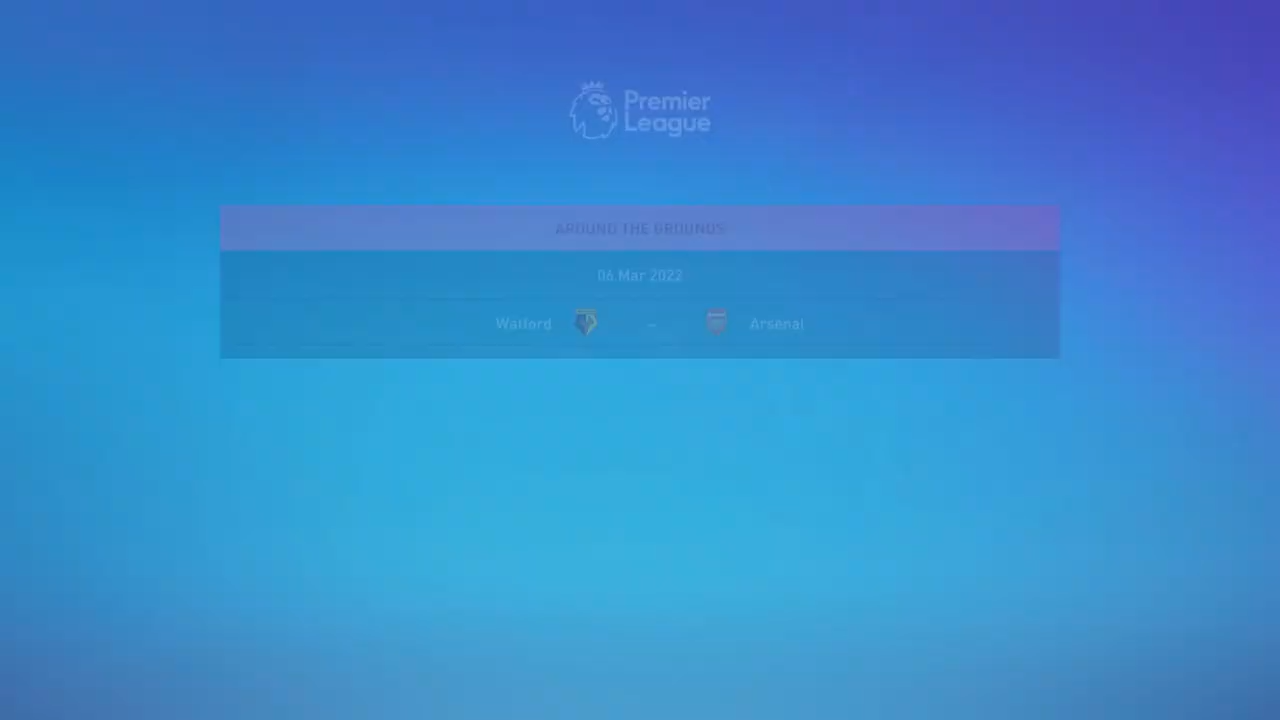 Premier
League
AROUND THE GROUNDS
06 Mar 2022
Watford – Arsenal